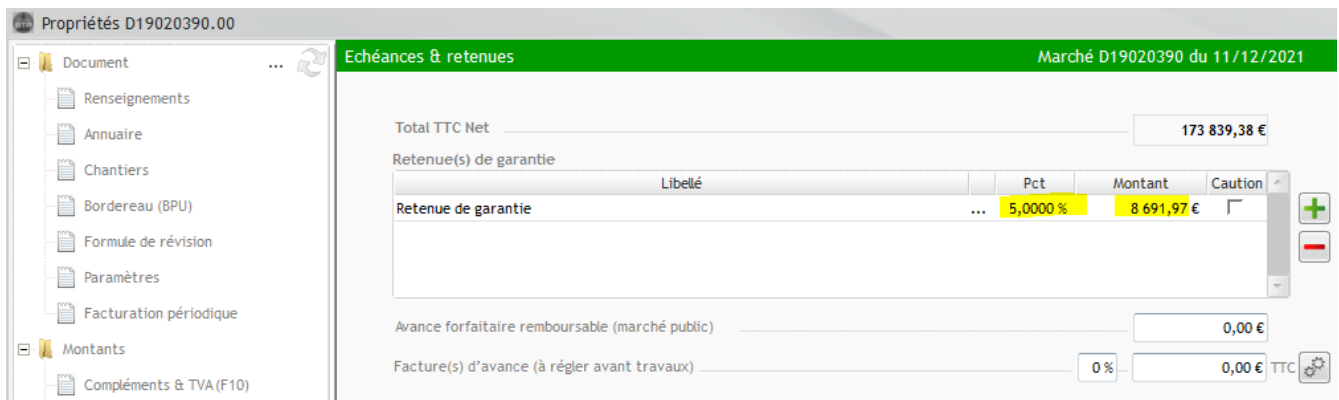 Propriétés D19020390.00
Document ...
Renseignements
Annuaire
Chantiers
Bordereau (BPU)
Formule de révision
Paramètres
Facturation périodique
Montants
Compléments & TVA (F10)
Echéances & retenues Marché D19020390 du 11/12/2021
Total TTC Net 173 839,38 €
Retenue(s) de garantie
Libellé Pct Montant Caution
Retenue de garantie ... 5,0000 % 8 691,97 €
Avance forfaitaire remboursable (marché public) 0,00 €
Facture(s) d'avance (à régler avant travaux) 0 % 0,00 € TTC